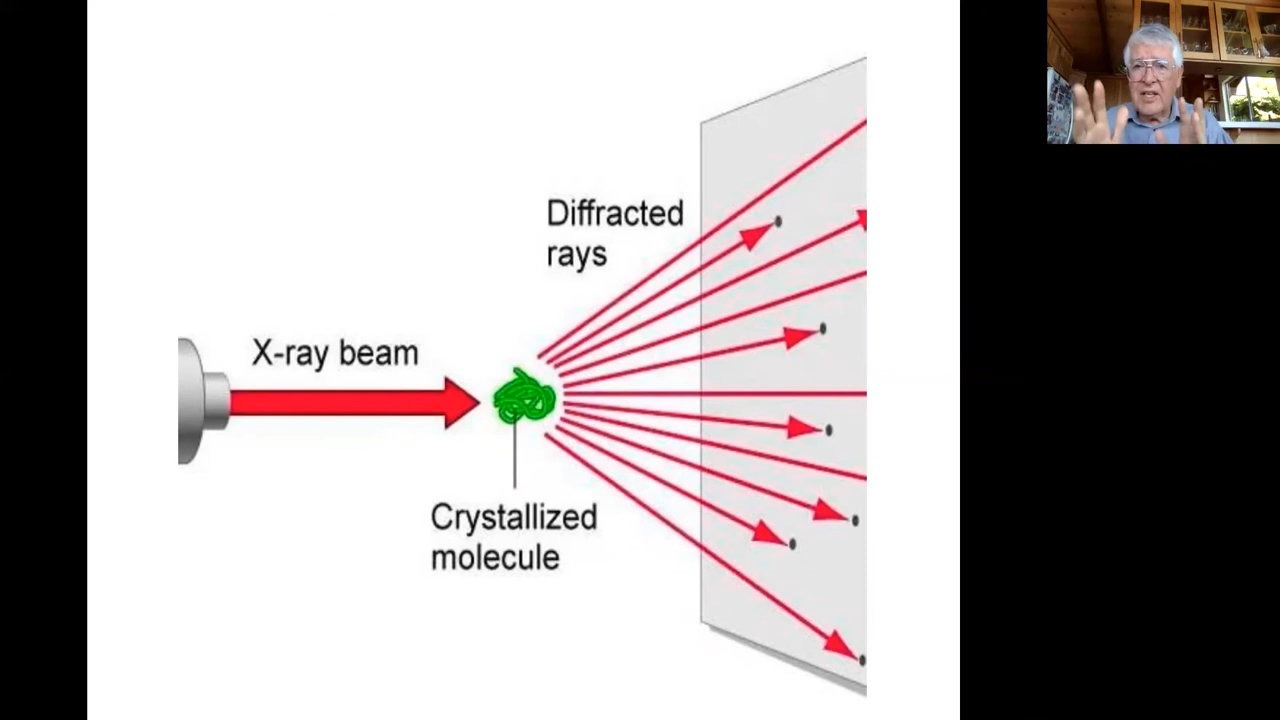 Diffracted
rays
X-ray beam
Crystallized
molecule